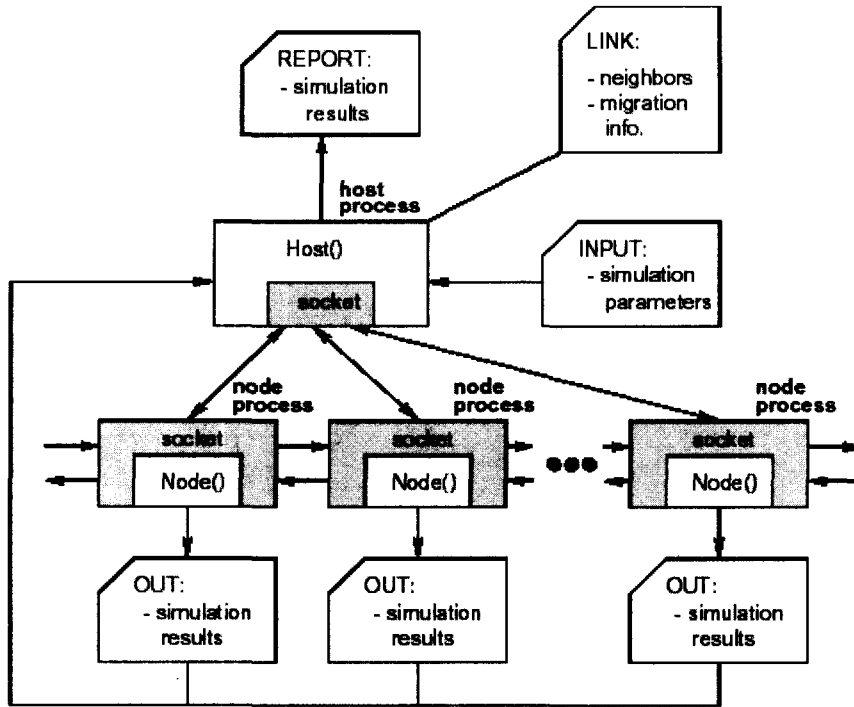 REPORT:
- simulation
results
LINK:
- neighbors
- migration
info.
host
process
Host()
socket
INPUT:
- simulation
parameters
node
process
node
process
node
process
socket
socket
socket
Node()
Node()
Node()
OUT:
- simulation
results
OUT:
- simulation
results
OUT:
- simulation
results